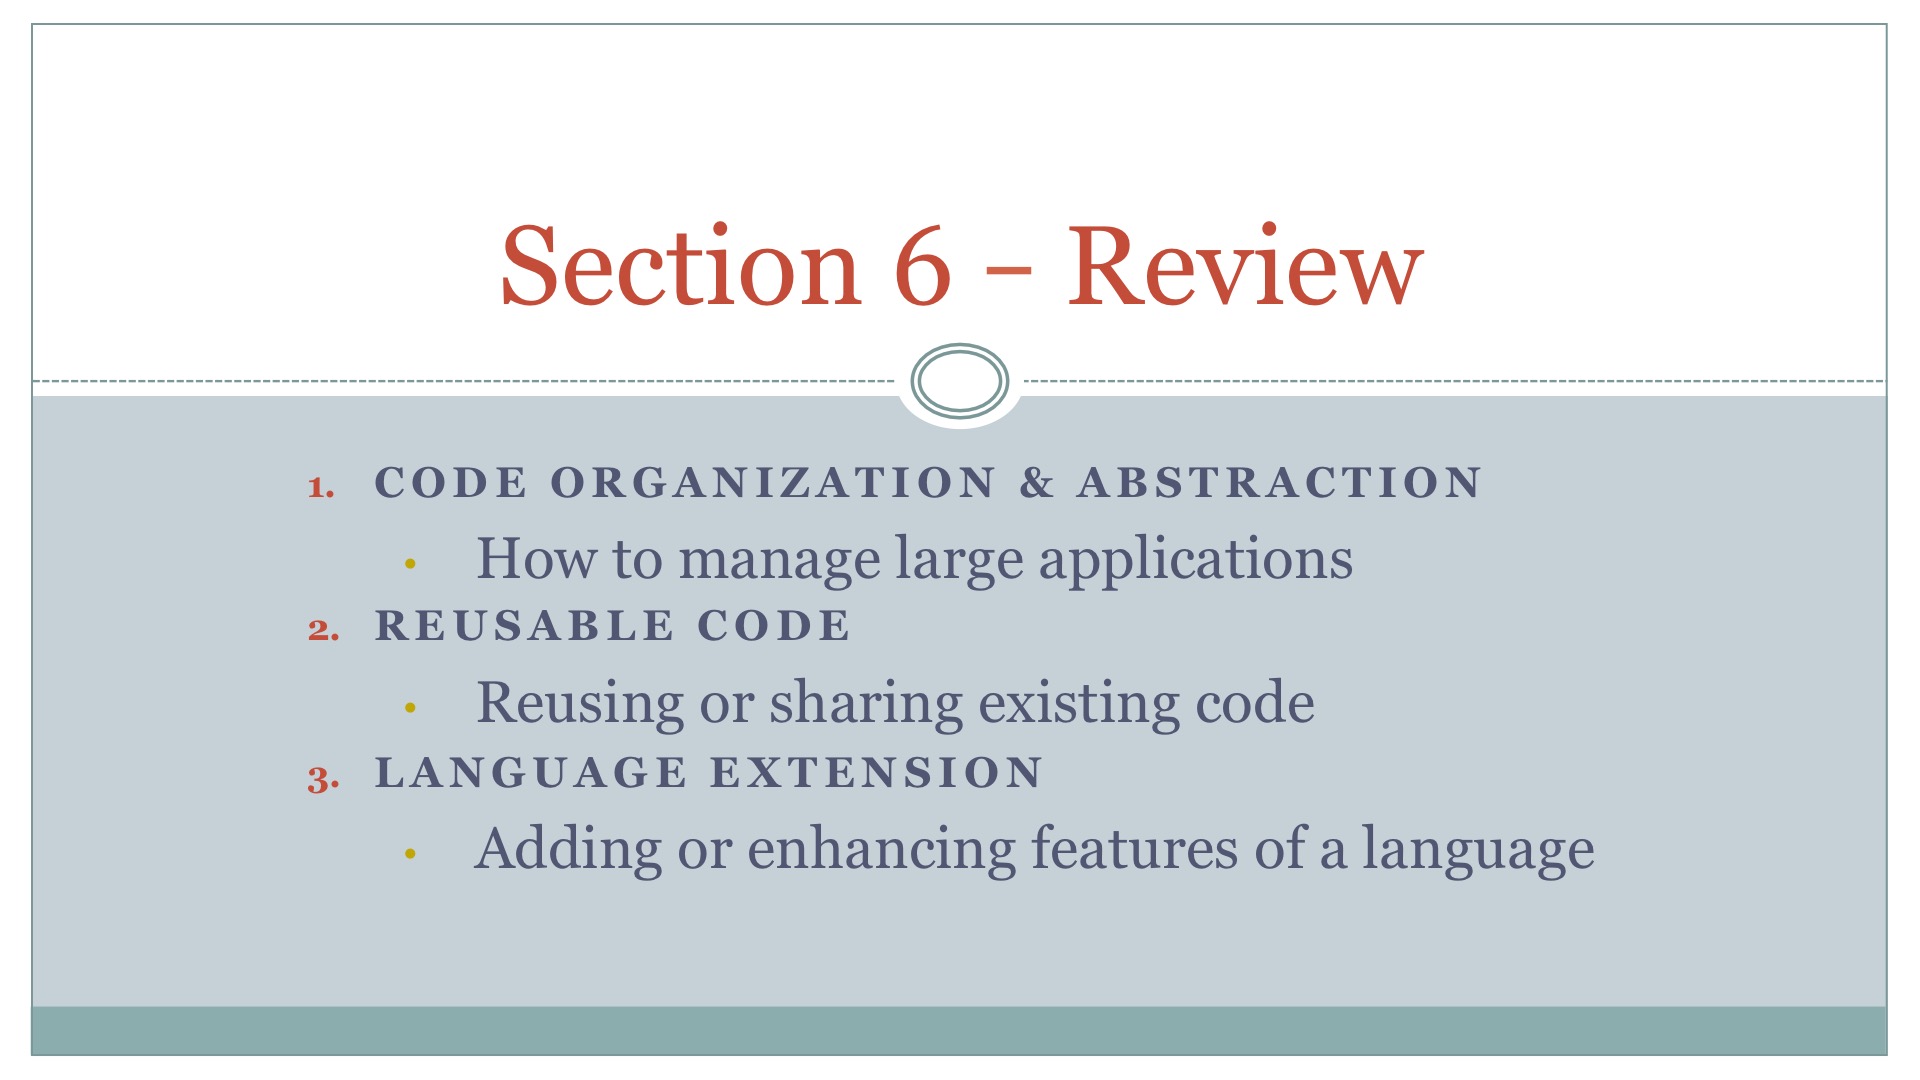 Section 6 – Review
1. CODE ORGANIZATION & ABSTRACTION
• How to manage large applications
2. REUSABLE CODE
• Reusing or sharing existing code
3. LANGUAGE EXTENSION
• Adding or enhancing features of a language